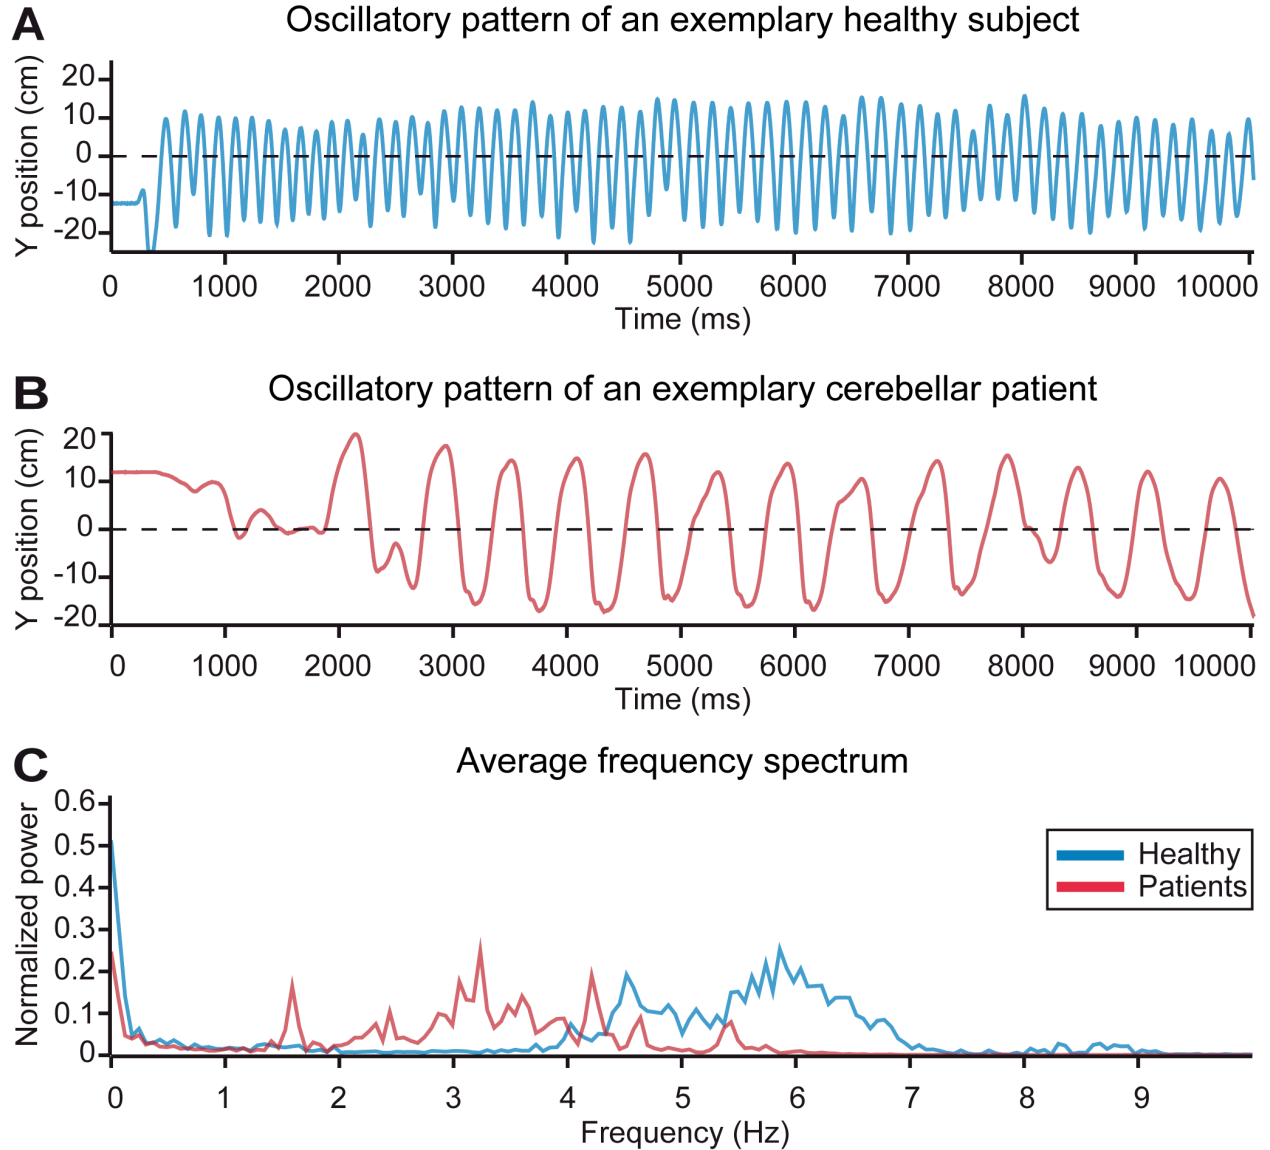 A
Oscillatory pattern of an exemplary healthy subject
Y position (cm)
20
10
0
-10
-20
0 1000 2000 3000 4000 5000 6000 7000 8000 9000 10000
Time (ms)
B
Oscillatory pattern of an exemplary cerebellar patient
Y position (cm)
20
10
0
-10
-20
0 1000 2000 3000 4000 5000 6000 7000 8000 9000 10000
Time (ms)
C
Average frequency spectrum
Normalized power
0.6
0.5
0.4
0.3
0.2
0.1
0
Healthy
Patients
0 1 2 3 4 5 6 7 8 9
Frequency (Hz)